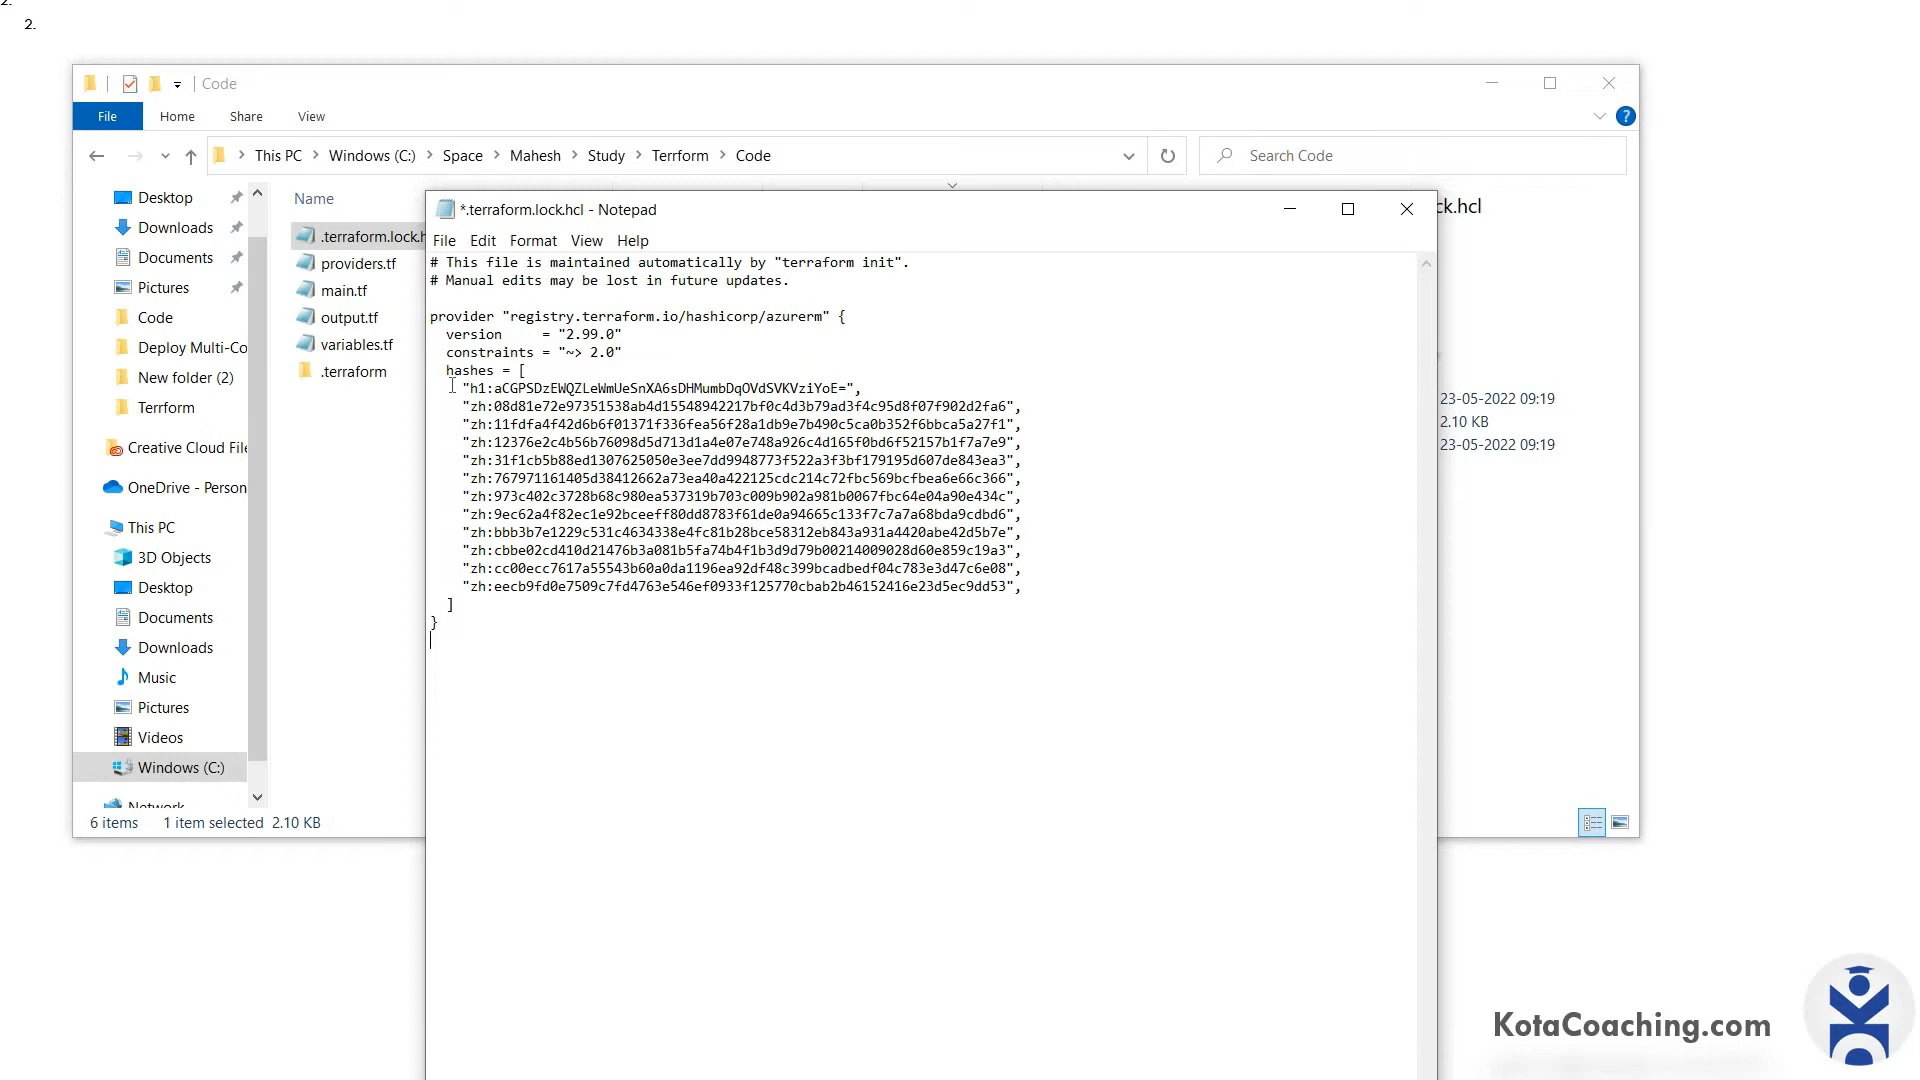 2.
2.
Code
File Home Share View
This PC Windows (C:) Space Mahesh Study Terrform Code
Search Code
Desktop
Downloads
Documents
Pictures
Code
Deploy Multi-Co
New folder (2)
Terrform
Creative Cloud File
OneDrive - Person
This PC
3D Objects
Desktop
Documents
Downloads
Music
Pictures
Videos
Windows (C:)
Network
6 items 1 item selected 2.10 KB
Name
.terraform.lock.h
providers.tf
main.tf
output.tf
variables.tf
.terraform
ck.hcl
23-05-2022 09:19
2.10 KB
23-05-2022 09:19
*.terraform.lock.hcl - Notepad
File Edit Format View Help
# This file is maintained automatically by "terraform init".
# Manual edits may be lost in future updates.
provider "registry.terraform.io/hashicorp/azurerm" {
version = "2.99.0"
constraints = "~> 2.0"
hashes = [
"h1:aCGPSDzEWQZLeWmUeSnXA6sDHMumbDqOVdSVKVziYoE=",
"zh:08d81e72e97351538ab4d15548942217bf0c4d3b79ad3f4c95d8f07f902d2fa6",
"zh:11fdfa4f42d6b6f01371f336fea56f28a1db9e7b490c5ca0b352f6bbca5a27f1",
"zh:12376e2c4b56b76098d5d713d1a4e07e748a926c4d165f0bd6f52157b1f7a7e9",
"zh:31f1cb5b88ed1307625050e3ee7dd9948773f522a3f3bf179195d607de843ea3",
"zh:767971161405d38412662a73ea40a422125cdc214c72fbc569bcfbea6e66c366",
"zh:973c402c3728b68c980ea537319b703c009b902a981b0067fbc64e04a90e434c",
"zh:9ec62a4f82ec1e92bceeff80dd8783f61de0a94665c133f7c7a7a68bda9cdbd6",
"zh:bbb3b7e1229c531c4634338e4fc81b28bce58312eb843a931a4420abe42d5b7e",
"zh:cbbe02cd410d21476b3a081b5fa74b4f1b3d9d79b00214009028d60e859c19a3",
"zh:cc00ecc7617a55543b60a0da1196ea92df48c399bcadbedf04c783e3d47c6e08",
"zh:eecb9fd0e7509c7fd4763e546ef0933f125770cbab2b46152416e23d5ec9dd53",
]
}
KotaCoaching.com